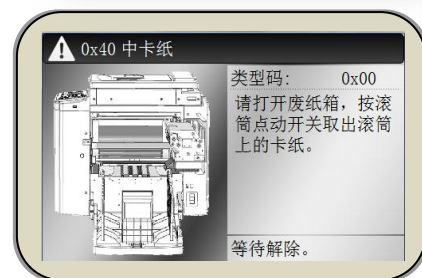 0x40 中卡纸
类型码: 0x00
请打开废纸箱，按滚
筒点动开关取出滚筒
上的卡纸。
等待解除。